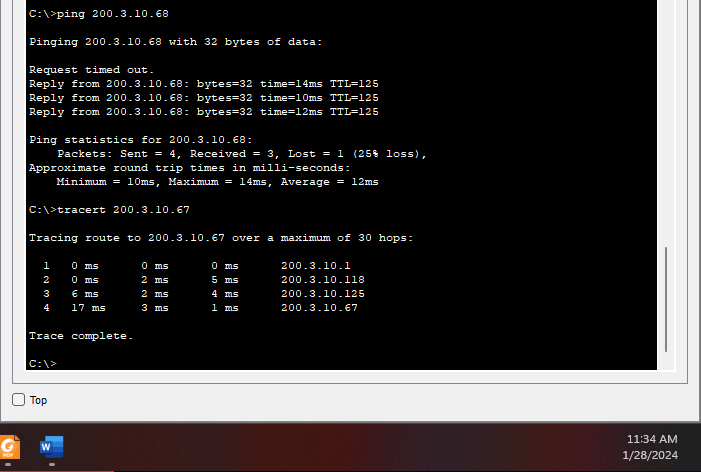 C:\>ping 200.3.10.68
Pinging 200.3.10.68 with 32 bytes of data:
Request timed out.
Reply from 200.3.10.68: bytes=32 time=14ms TTL=125
Reply from 200.3.10.68: bytes=32 time=10ms TTL=125
Reply from 200.3.10.68: bytes=32 time=12ms TTL=125
Ping statistics for 200.3.10.68:
Packets: Sent = 4, Received = 3, Lost = 1 (25% loss),
Approximate round trip times in milli-seconds:
Minimum = 10ms, Maximum = 14ms, Average = 12ms
C:\>tracert 200.3.10.67
Tracing route to 200.3.10.67 over a maximum of 30 hops:
1 0 ms 0 ms 0 ms 200.3.10.1
2 0 ms 2 ms 5 ms 200.3.10.118
3 6 ms 2 ms 4 ms 200.3.10.125
4 17 ms 3 ms 1 ms 200.3.10.67
Trace complete.
C:\>
Top
G PDF
W
11:34 AM
1/28/2024